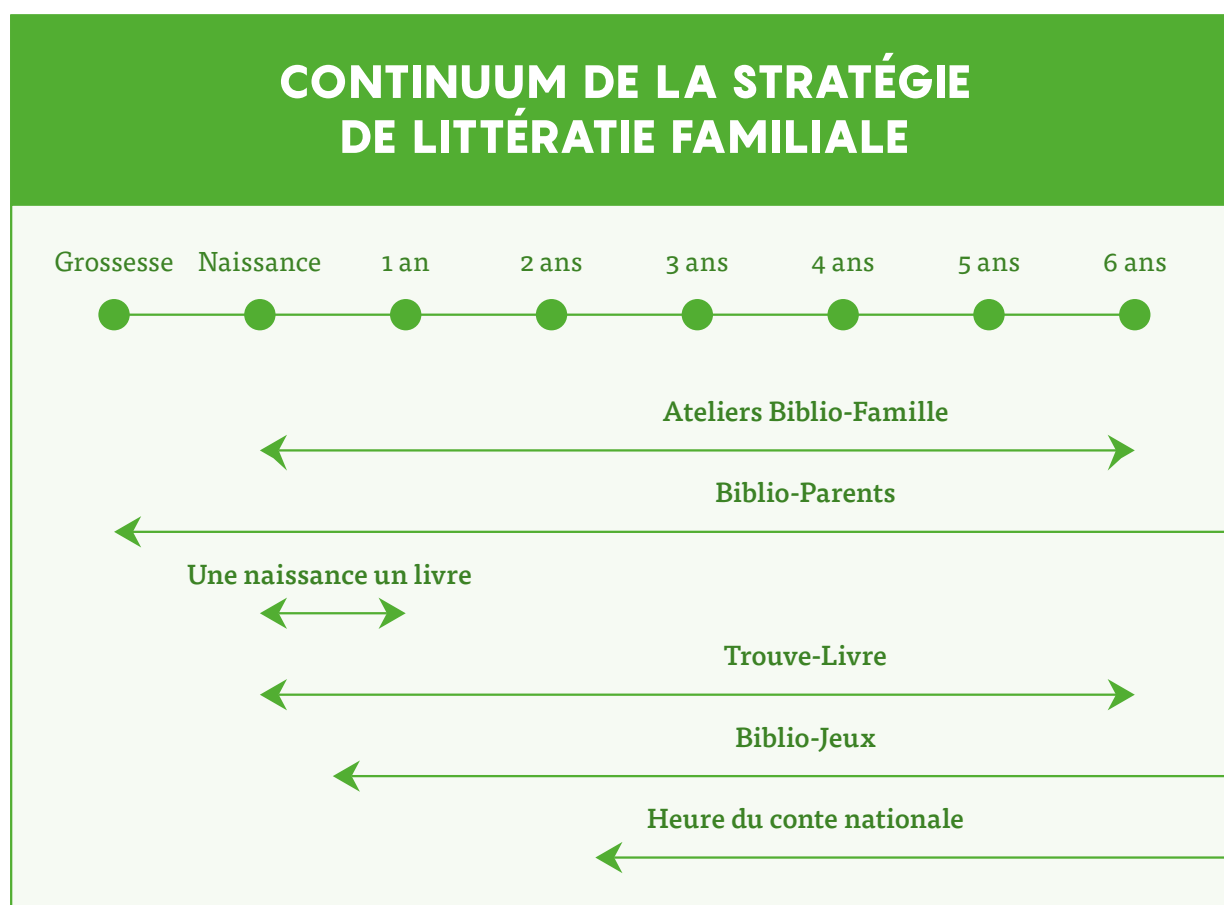 CONTINUUM DE LA STRATÉGIE
DE LITTÉRATIE FAMILIALE
Grossesse Naissance 1 an 2 ans 3 ans 4 ans 5 ans 6 ans
Ateliers Biblio-Famille
Biblio-Parents
Une naissance un livre
Trouve-Livre
Biblio-Jeux
Heure du conte nationale